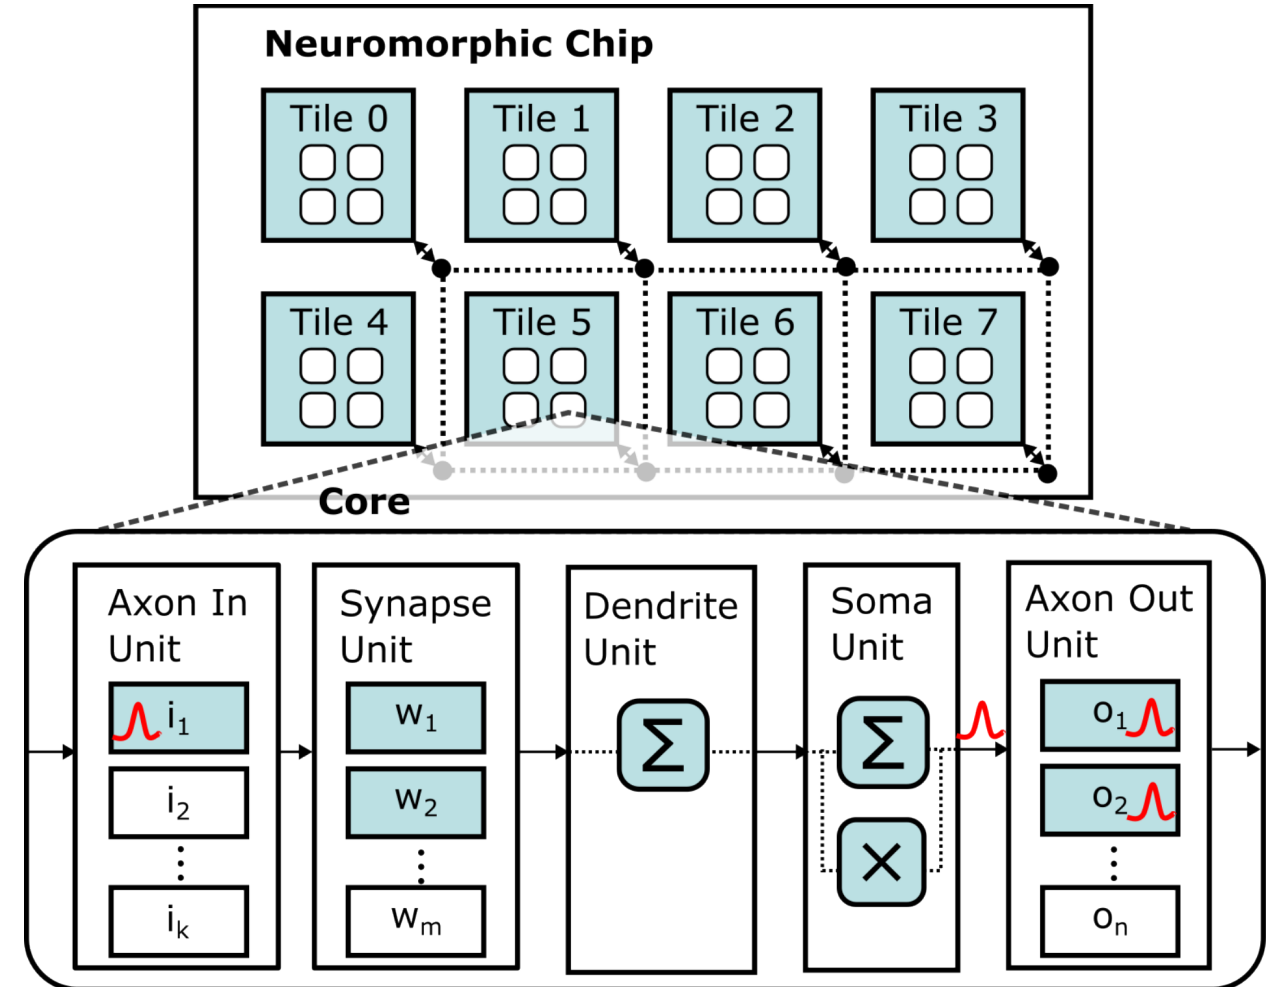 Neuromorphic Chip
Tile 0 Tile 1 Tile 2 Tile 3
Tile 4 Tile 5 Tile 6 Tile 7
Core
Axon In
Unit
i₁
i₂
iₖ
Synapse
Unit
w₁
w₂
wₘ
Dendrite
Unit
Σ
Soma
Unit
Σ
×
Axon Out
Unit
o₁
o₂
oₙ